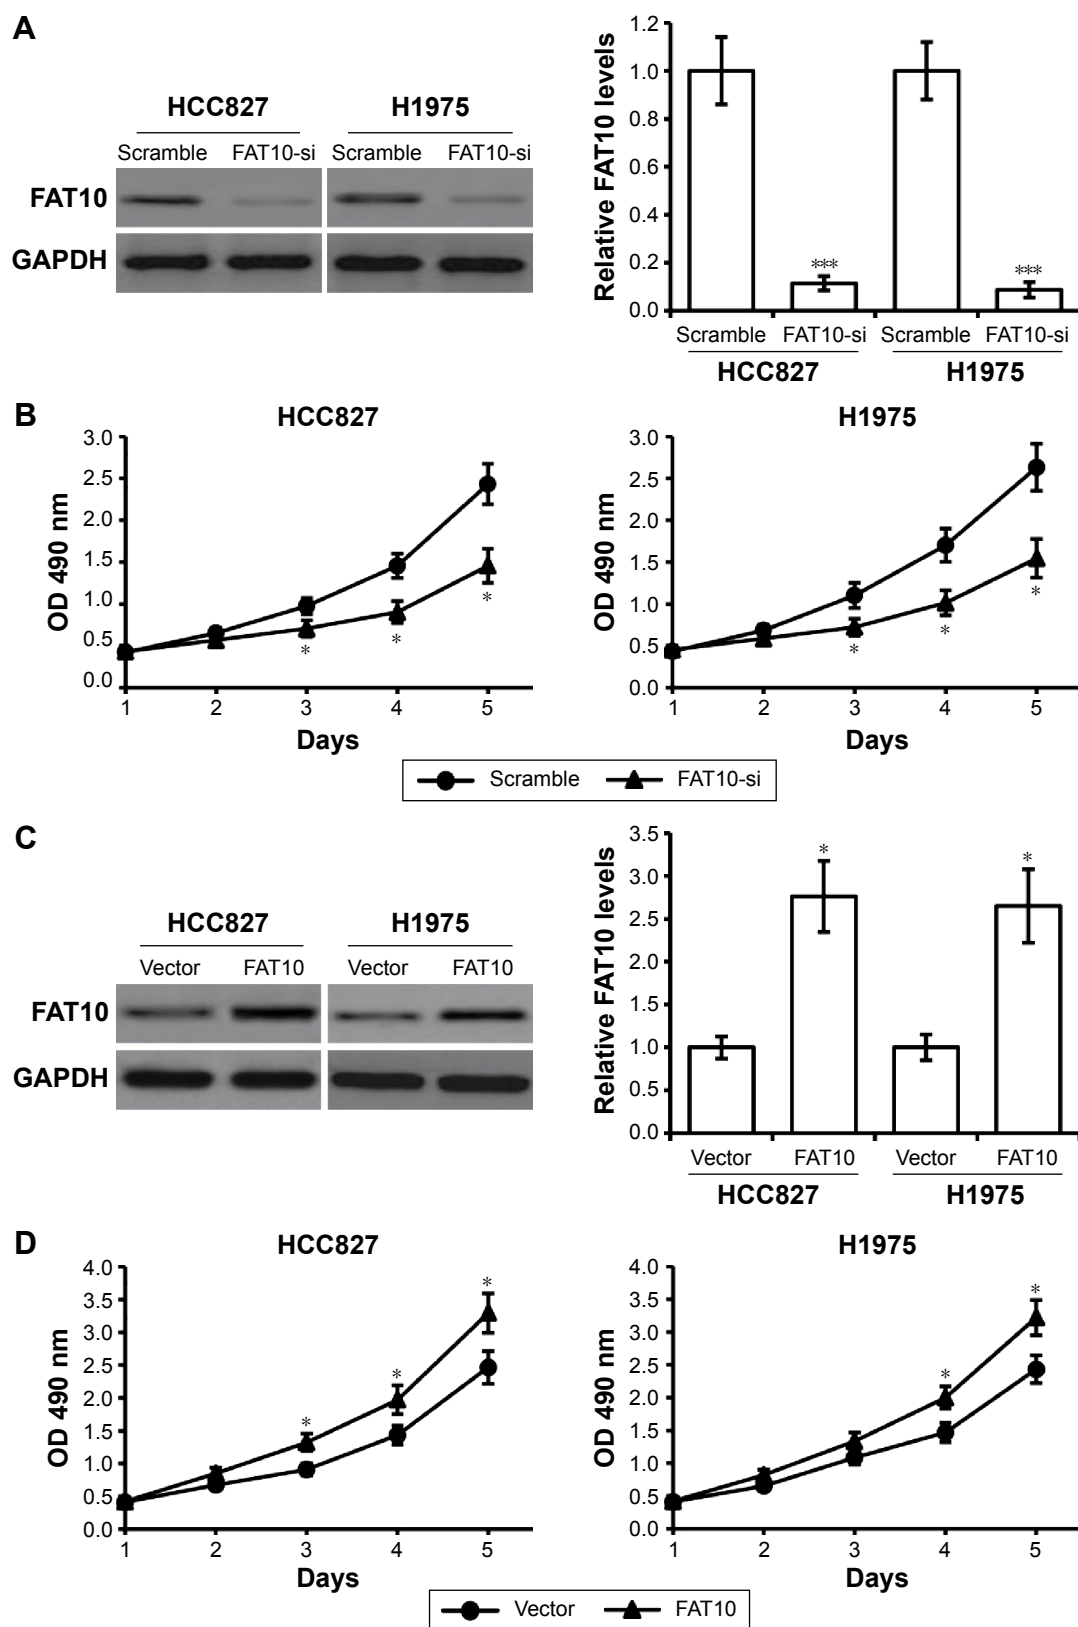 A
HCC827 H1975
Scramble FAT10-si Scramble FAT10-si
FAT10
GAPDH
Relative FAT10 levels
1.2
1.0
0.8
0.6
0.4
0.2
0.0
*** ***
Scramble FAT10-si Scramble FAT10-si
HCC827 H1975
B
HCC827
OD 490 nm
3.0
2.5
2.0
1.5
1.0
0.5
0.0
* * *
1 2 3 4 5
Days
H1975
OD 490 nm
3.0
2.5
2.0
1.5
1.0
0.5
0.0
* * *
1 2 3 4 5
Days
Scramble FAT10-si
C
HCC827 H1975
Vector FAT10 Vector FAT10
FAT10
GAPDH
Relative FAT10 levels
3.5
3.0
2.5
2.0
1.5
1.0
0.5
0.0
* *
Vector FAT10 Vector FAT10
HCC827 H1975
D
HCC827
OD 490 nm
4.0
3.5
3.0
2.5
2.0
1.5
1.0
0.5
0.0
* * *
1 2 3 4 5
Days
H1975
OD 490 nm
4.0
3.5
3.0
2.5
2.0
1.5
1.0
0.5
0.0
* *
1 2 3 4 5
Days
Vector FAT10